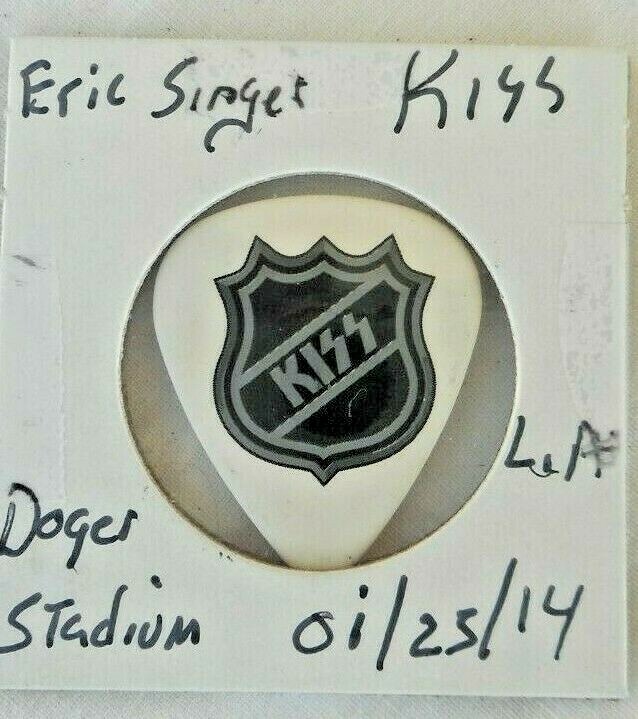 Eric Singer KISS
KISS
L.A
Doger
Stadium 01/25/14